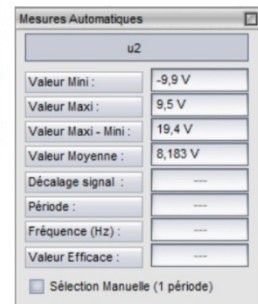 Mesures Automatiques
u2
Valeur Mini : -9,9 V
Valeur Maxi : 9,5 V
Valeur Maxi - Mini : 19,4 V
Valeur Moyenne : 8,183 V
Décalage signal : ---
Période : ---
Fréquence (Hz) : ---
Valeur Efficace : ---
Sélection Manuelle (1 période)